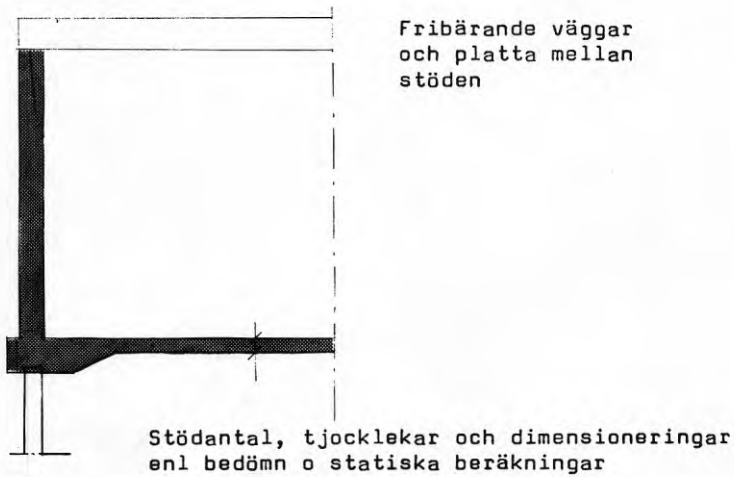 Fribärande väggar
och platta mellan
stöden
Stödantal, tjocklekar och dimensioneringar
enl bedömn o statiska beräkningar